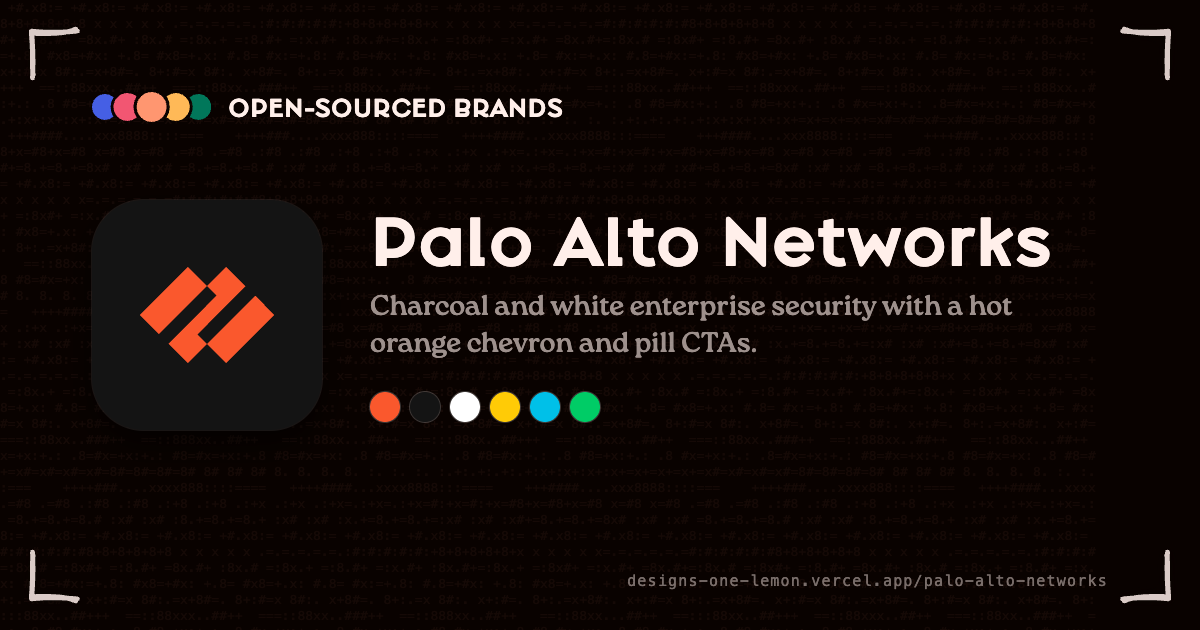 OPEN-SOURCED BRANDS
Palo Alto Networks
Charcoal and white enterprise security with a hot
orange chevron and pill CTAs.
designs-one-lemon.vercel.app/palo-alto-networks